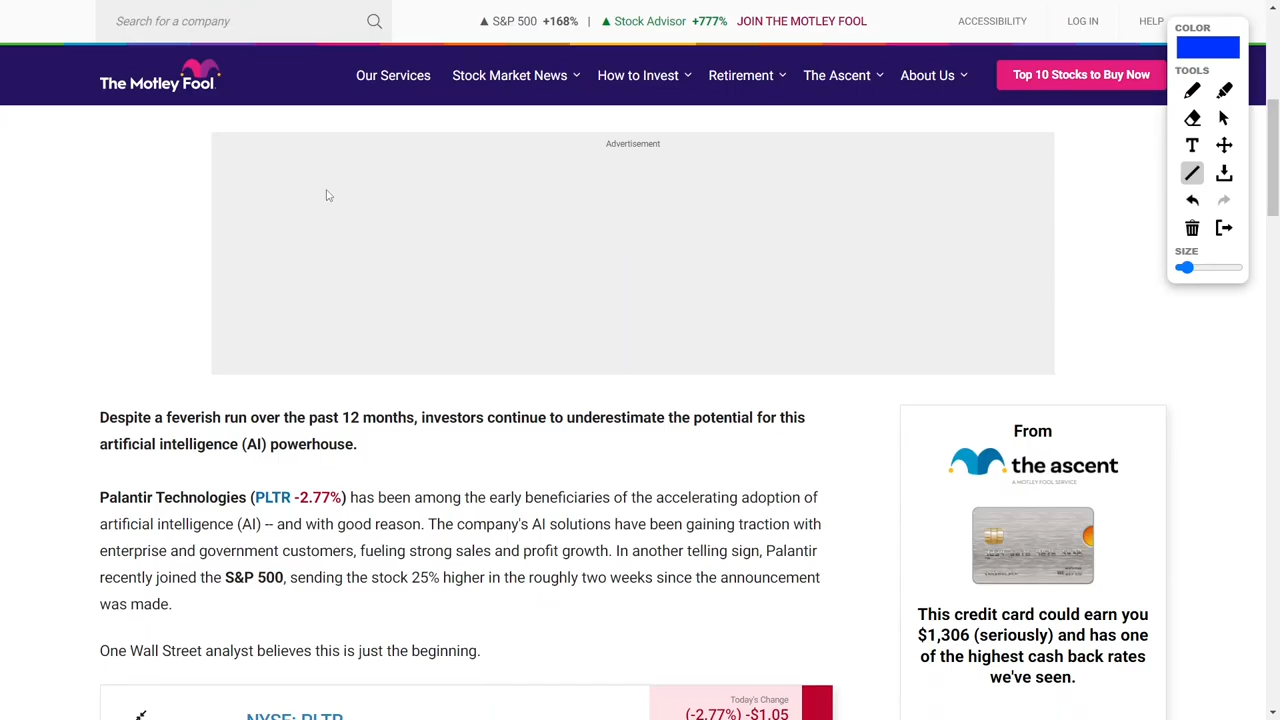 Search for a company
▲ S&P 500 +168% | ▲ Stock Advisor +777% JOIN THE MOTLEY FOOL
ACCESSIBILITY LOG IN HELP
The Motley Fool
Our Services Stock Market News How to Invest Retirement The Ascent About Us Top 10 Stocks to Buy Now
COLOR
TOOLS
T
SIZE
Advertisement
Despite a feverish run over the past 12 months, investors continue to underestimate the potential for this
artificial intelligence (AI) powerhouse.
Palantir Technologies (PLTR -2.77%) has been among the early beneficiaries of the accelerating adoption of
artificial intelligence (AI) -- and with good reason. The company's AI solutions have been gaining traction with
enterprise and government customers, fueling strong sales and profit growth. In another telling sign, Palantir
recently joined the S&P 500, sending the stock 25% higher in the roughly two weeks since the announcement
was made.
One Wall Street analyst believes this is just the beginning.
NYSE: PLTR
Today's Change
(-2.77%) -$1.05
From
the ascent
A MOTLEY FOOL SERVICE
This credit card could earn you
$1,306 (seriously) and has one
of the highest cash back rates
we've seen.